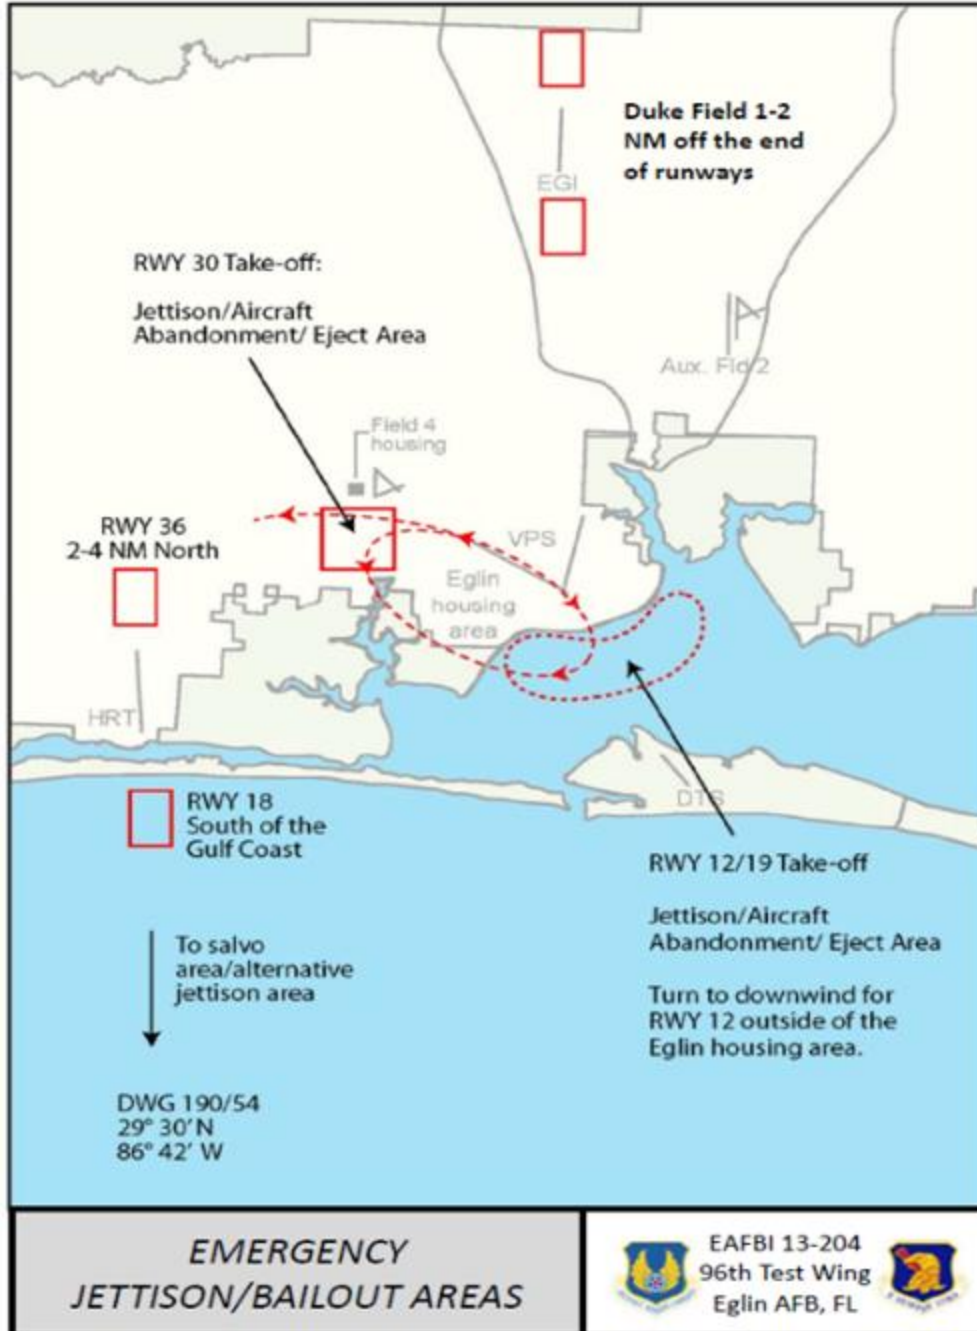 Duke Field 1-2
NM off the end
of runways
EGI
RWY 30 Take-off:
Jettison/Aircraft
Abandonment/ Eject Area
Aux. Fld 2
Field 4
housing
RWY 36
2-4 NM North
VPS
Eglin
housing
area
HRT
RWY 18
South of the
Gulf Coast
DTS
RWY 12/19 Take-off
Jettison/Aircraft
Abandonment/ Eject Area
Turn to downwind for
RWY 12 outside of the
Eglin housing area.
To salvo
area/alternative
jettison area
DWG 190/54
29° 30' N
86° 42' W
EMERGENCY
JETTISON/BAILOUT AREAS
EAFBI 13-204
96th Test Wing
Eglin AFB, FL